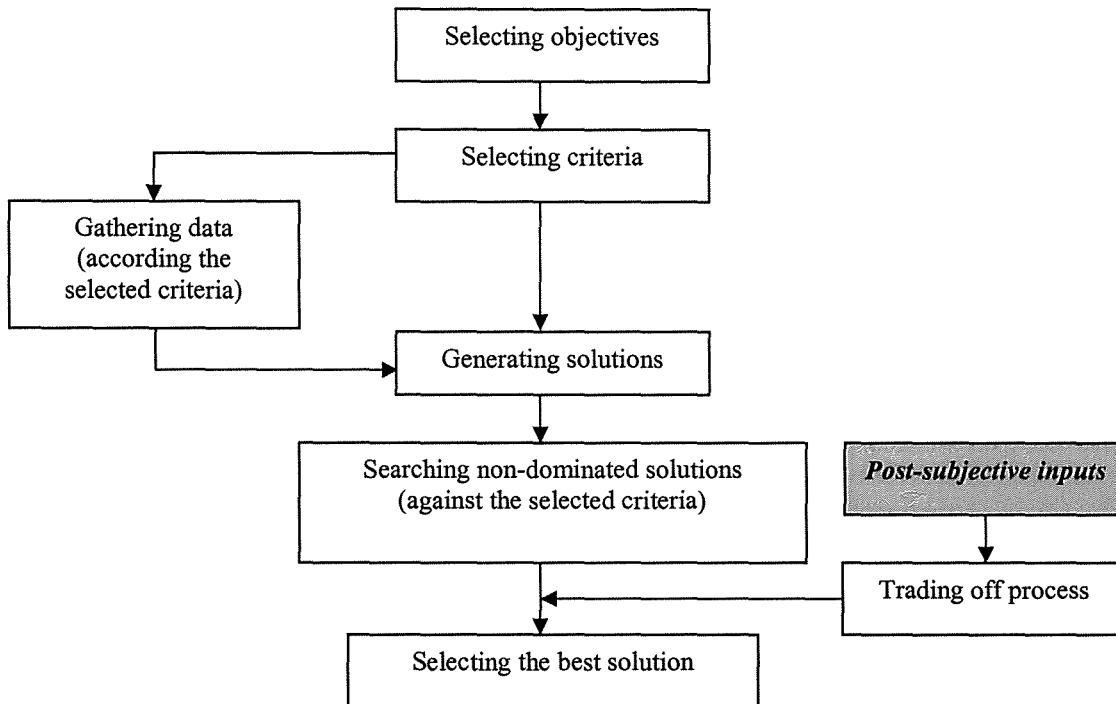 Selecting objectives
Selecting criteria
Gathering data
(according the
selected criteria)
Generating solutions
Searching non-dominated solutions
(against the selected criteria)
Post-subjective inputs
Trading off process
Selecting the best solution